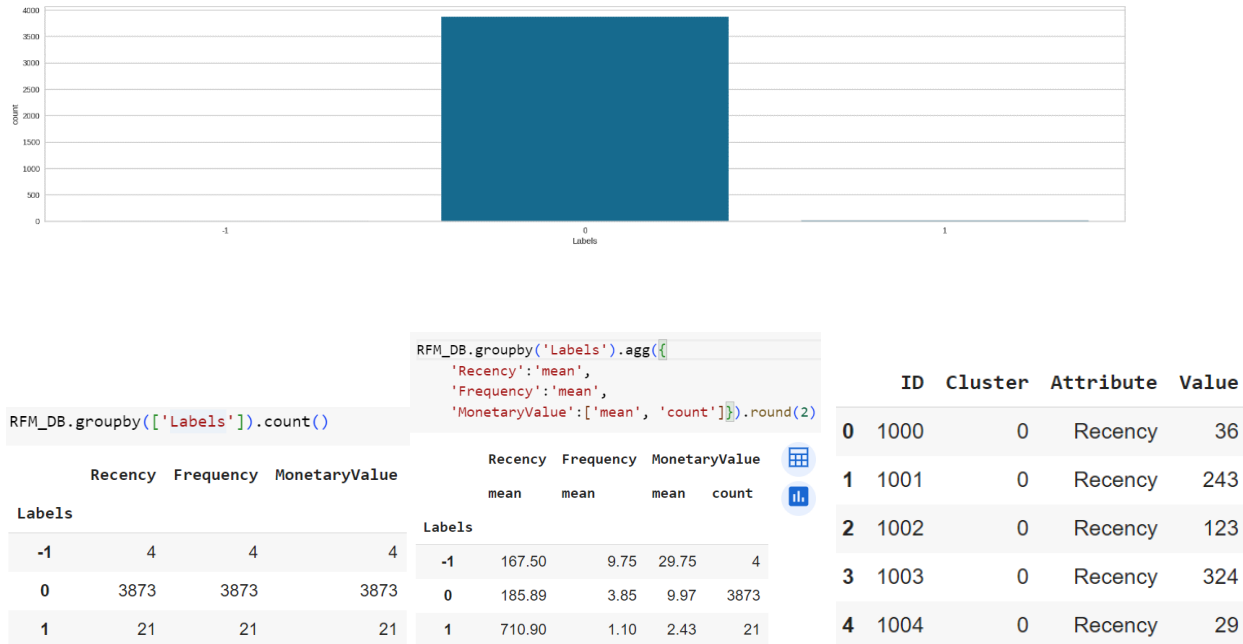 4000
3500
3000
2500
2000
1500
1000
500
0
count
-1 0 1
Labels
RFM_DB.groupby(['Labels']).count()
Recency Frequency MonetaryValue
Labels
-1 4 4 4
0 3873 3873 3873
1 21 21 21
RFM_DB.groupby('Labels').agg({
'Recency':'mean',
'Frequency':'mean',
'MonetaryValue':['mean', 'count']}).round(2)
Recency Frequency MonetaryValue
mean mean mean count
Labels
-1 167.50 9.75 29.75 4
0 185.89 3.85 9.97 3873
1 710.90 1.10 2.43 21
ID Cluster Attribute Value
0 1000 0 Recency 36
1 1001 0 Recency 243
2 1002 0 Recency 123
3 1003 0 Recency 324
4 1004 0 Recency 29